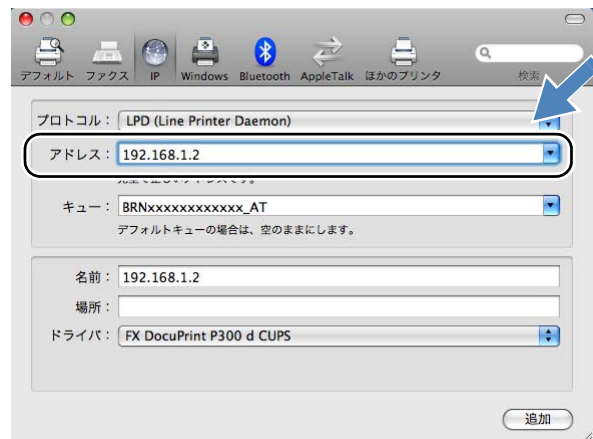 デフォルト ファクス IP Windows Bluetooth AppleTalk ほかのプリンタ 検索
プロトコル： LPD (Line Printer Daemon)
アドレス： 192.168.1.2
キュー： BRNxxxxxxxxxxxx_AT
デフォルトキューの場合は、空のままにします。
名前： 192.168.1.2
場所：
ドライバ： FX DocuPrint P300 d CUPS
追加